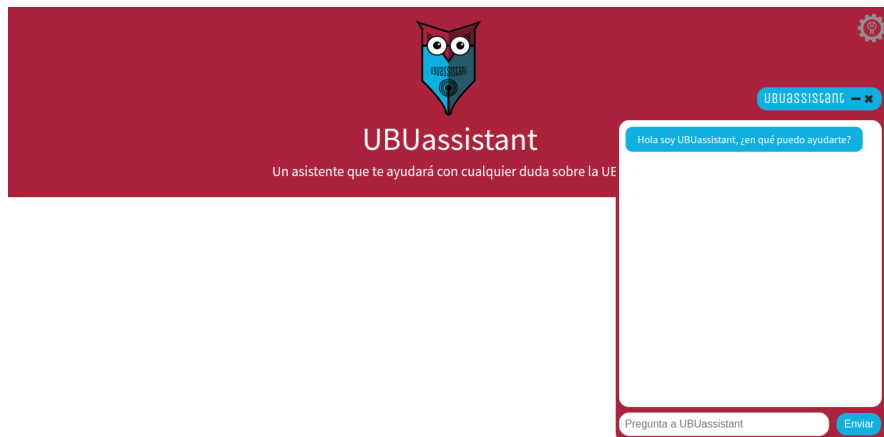 UBUassistant
UBUassistant
Un asistente que te ayudará con cualquier duda sobre la UB
UBUassistant
Hola soy UBUassistant, ¿en qué puedo ayudarte?
Pregunta a UBUassistant
Enviar